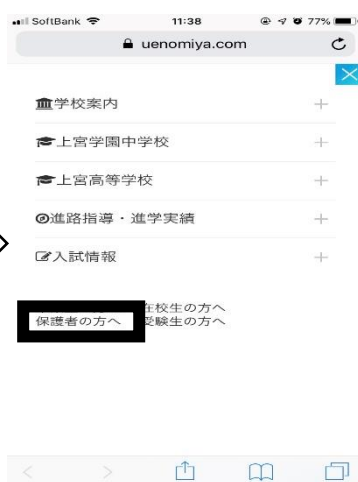 SoftBank 11:38 77%
uenomiya.com
学校案内
上宮学園中学校
上宮高等学校
進路指導・進学実績
入試情報
在校生の方へ
保護者の方へ 受験生の方へ